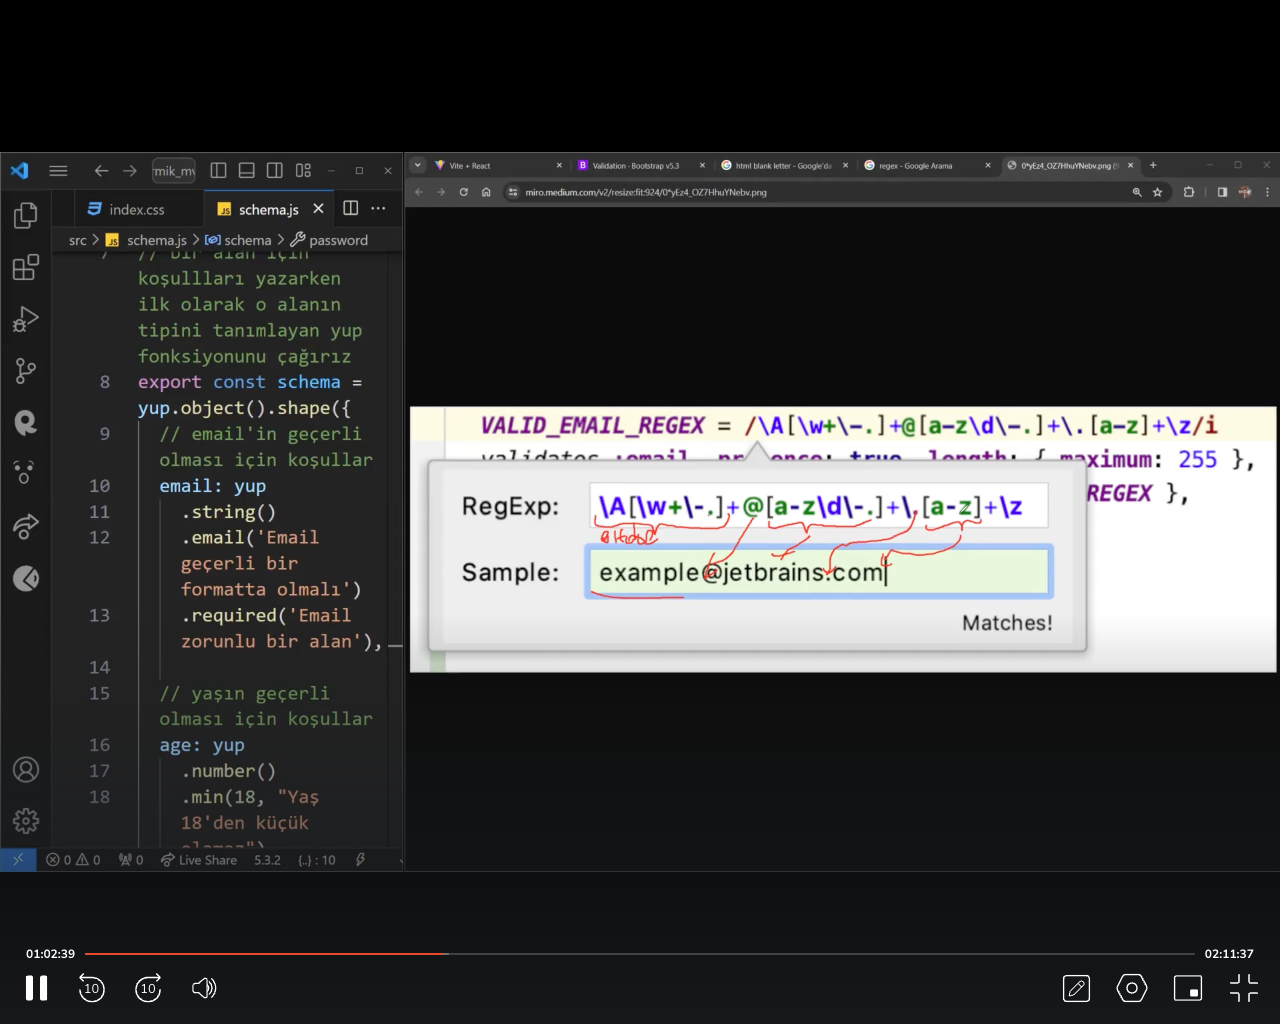 mik_my
index.css
schema.js
src > schema.js > schema > password
7 // bir alan için
koşullları yazarken
ilk olarak o alanın
tipini tanımlayan yup
fonksiyonunu çağırız
8 export const schema =
yup.object().shape({
9 // email'in geçerli
olması için koşullar
10 email: yup
11 .string()
12 .email('Email
geçerli bir
formatta olmalı')
13 .required('Email
zorunlu bir alan'),
14
15 // yaşın geçerli
olması için koşullar
16 age: yup
17 .number()
18 .min(18, "Yaş
18'den küçük
olamaz")
0 0 0 Live Share 5.3.2 {..} : 10
Vite + React
Validation · Bootstrap v5.3
html blank letter - Google'da
regex - Google Arama
0*yEz4_OZ7HhuYNebv.png (9
miro.medium.com/v2/resize:fit:924/0*yEz4_OZ7HhuYNebv.png
VALID_EMAIL_REGEX = /\A[\w+\-.]+@[a-z\d\-.]+\.[a-z]+\z/i
validates :email, presence: true, length: { maximum: 255 },
REGEX },
RegExp: \A[\w+\-.]+@[a-z\d\-.]+\.[a-z]+\z
Sample: example@jetbrains.com
Matches!
01:02:39
02:11:37
10
10